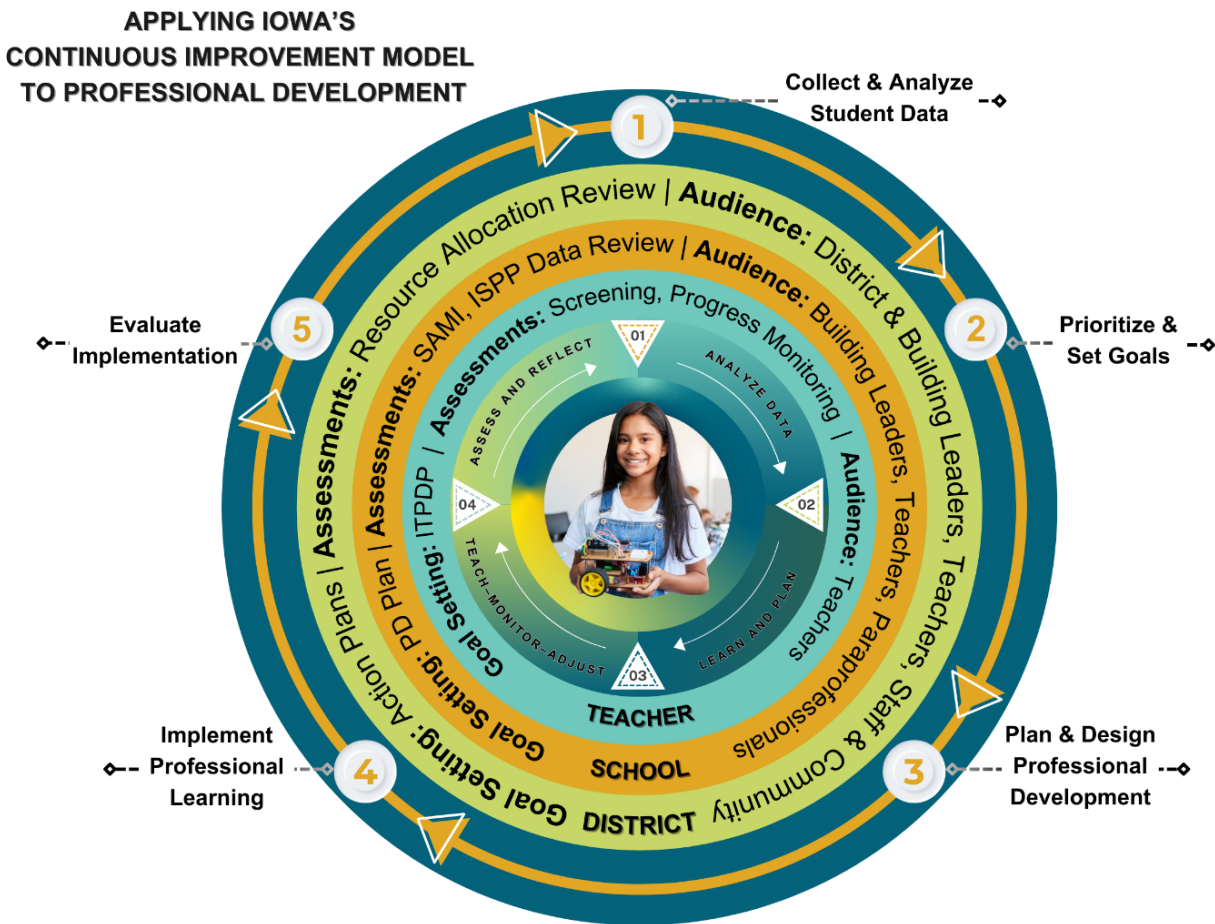 APPLYING IOWA'S
CONTINUOUS IMPROVEMENT MODEL
TO PROFESSIONAL DEVELOPMENT
1
Collect & Analyze
Student Data
2
Prioritize &
Set Goals
3
Plan & Design
Professional
Development
4
Implement
Professional
Learning
5
Evaluate
Implementation
DISTRICT
Goal Setting: Action Plans | Assessments: Resource Allocation Review | Audience: District & Building Leaders, Teachers, Staff & Community
SCHOOL
Goal Setting: PD Plan | Assessments: SAMI, ISPP Data Review | Audience: Building Leaders, Teachers, Paraprofessionals
TEACHER
Goal Setting: ITPDP | Assessments: Screening, Progress Monitoring | Audience: Teachers
01
ANALYZE DATA
02
LEARN AND PLAN
03
TEACH–MONITOR–ADJUST
04
ASSESS AND REFLECT